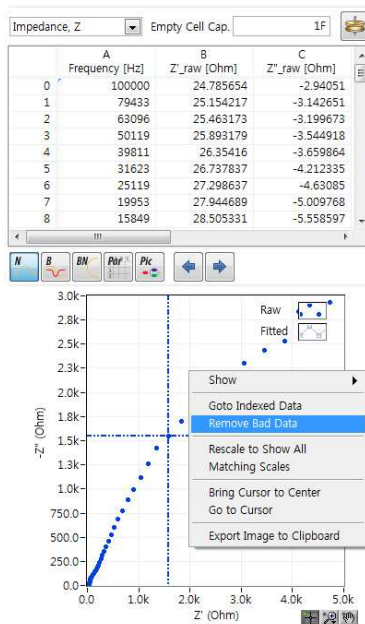 Impedance, Z Empty Cell Cap. 1F
A B C
Frequency [Hz] Z'_raw [Ohm] Z"_raw [Ohm]
0 100000 24.785654 -2.94051
1 79433 25.154217 -3.142651
2 63096 25.463173 -3.199673
3 50119 25.893179 -3.544918
4 39811 26.35416 -3.659864
5 31623 26.737837 -4.212335
6 25119 27.298637 -4.63085
7 19953 27.944689 -5.009768
8 15849 28.505331 -5.558597
N B BN Par Pic
3.0k
Raw
2.8k
Fitted
2.5k
2.3k
2.0k
1.8k
1.5k
1.3k
1.0k
750.0
500.0
250.0
0.0
-Z" (Ohm)
Show
Goto Indexed Data
Remove Bad Data
Rescale to Show All
Matching Scales
Bring Cursor to Center
Go to Cursor
Export Image to Clipboard
0.0 1.0k 2.0k 3.0k 4.0k 5.0k
Z' (Ohm)